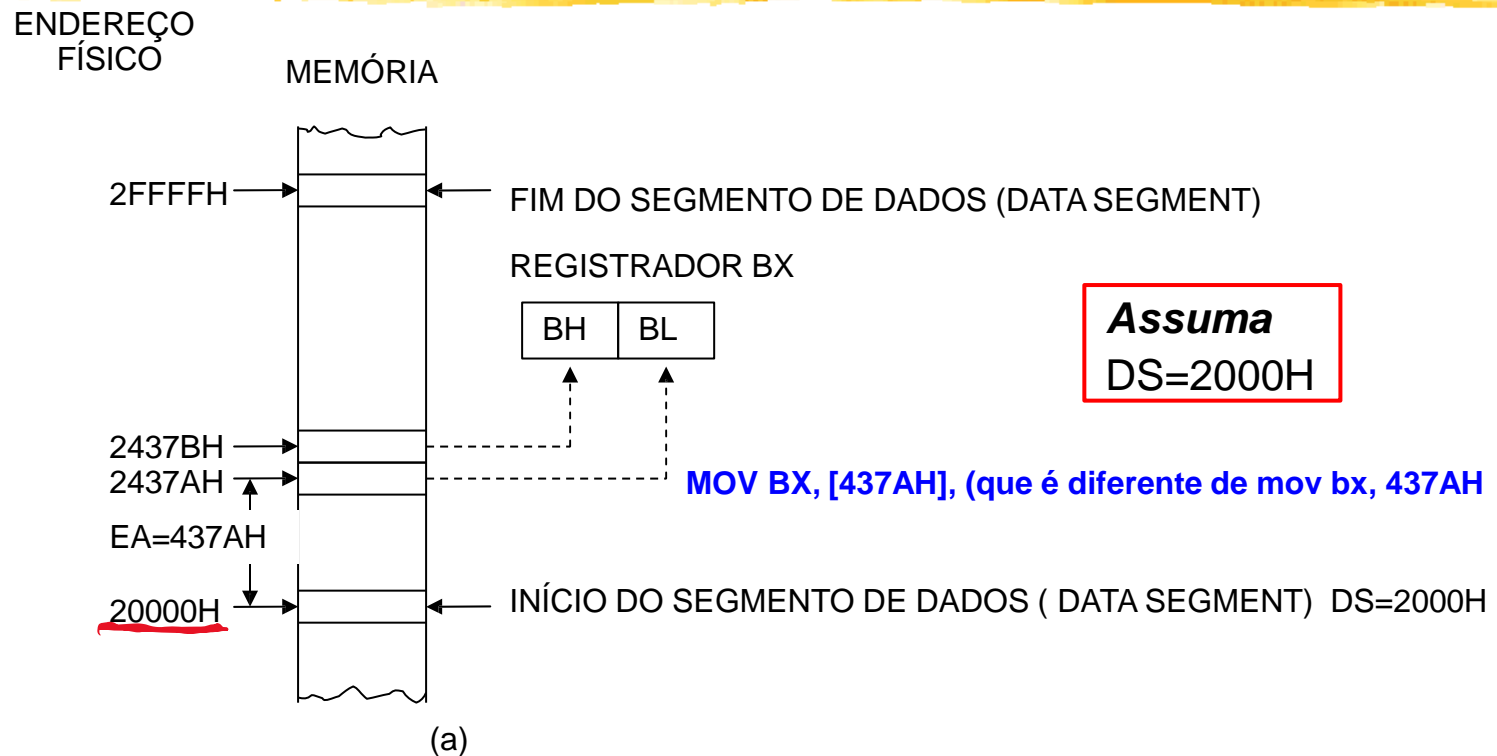 ENDEREÇO
FÍSICO
MEMÓRIA
2FFFFH
FIM DO SEGMENTO DE DADOS (DATA SEGMENT)
REGISTRADOR BX
BH
BL
Assuma
DS=2000H
2437BH
2437AH
MOV BX, [437AH], (que é diferente de mov bx, 437AH
EA=437AH
20000H
INÍCIO DO SEGMENTO DE DADOS ( DATA SEGMENT) DS=2000H
(a)